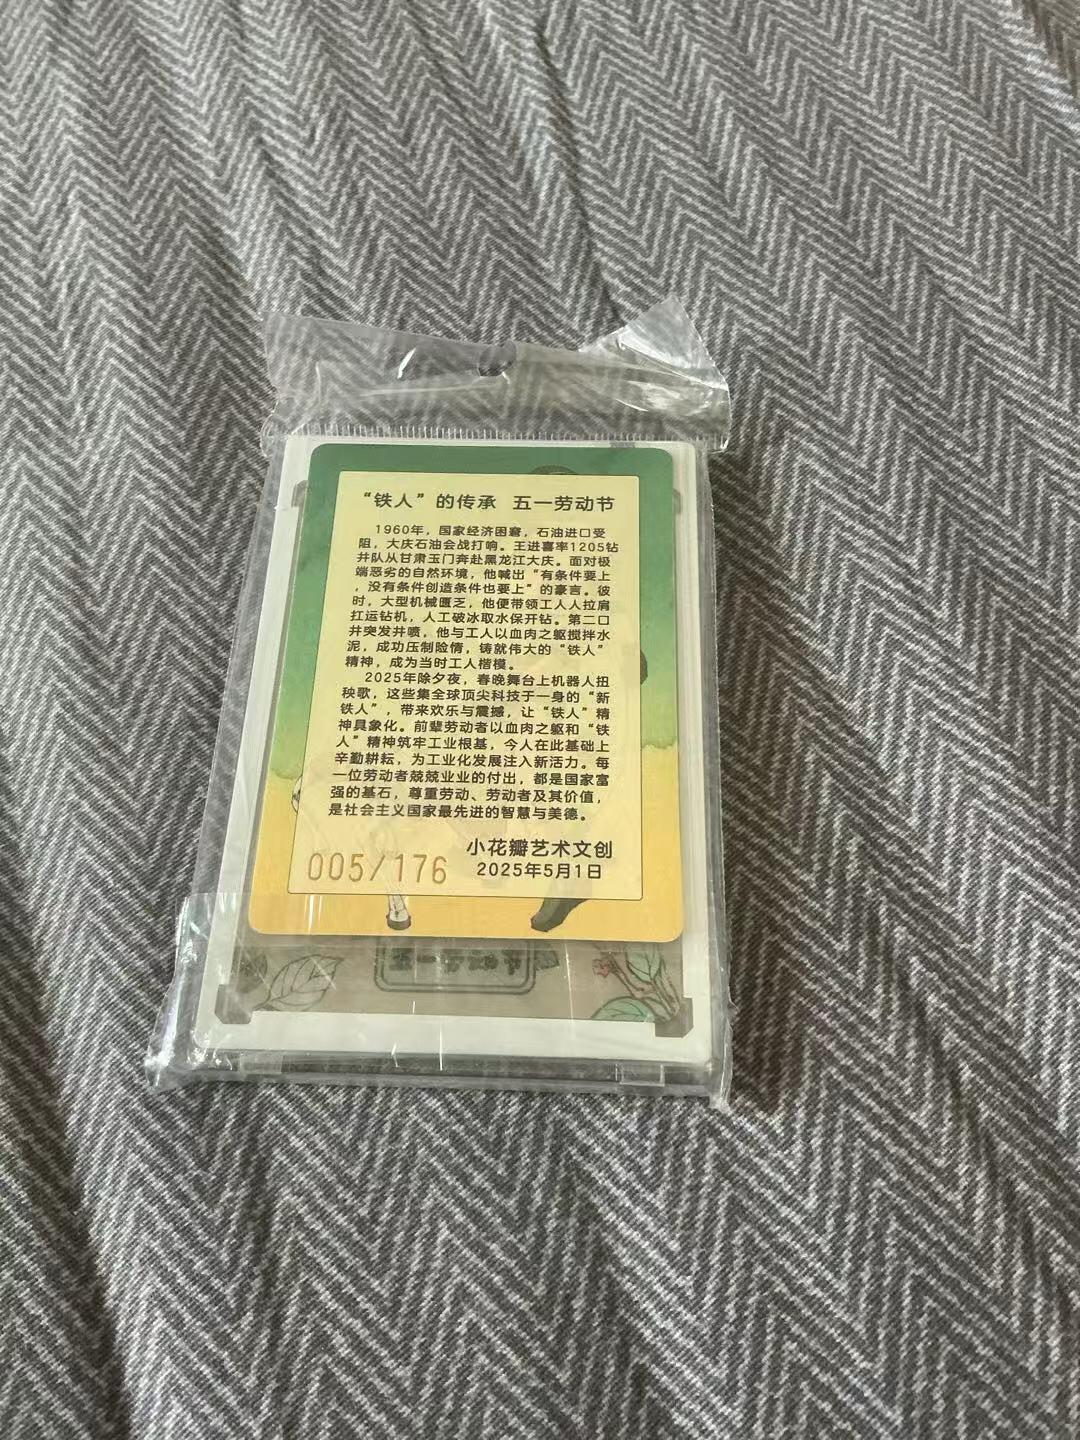 “铁人”的传承 五一劳动节
1960年，国家经济困窘，石油进口受
阻，大庆石油会战打响。王进喜率1205钻
井队从甘肃玉门奔赴黑龙江大庆。面对极
端恶劣的自然环境，他喊出“有条件要上
，没有条件创造条件也要上”的豪言。彼
时，大型机械匮乏，他便带领工人人拉肩
扛运钻机，人工破冰取水保开钻。第二口
井突发井喷，他与工人以血肉之躯搅拌水
泥，成功压制险情，铸就伟大的“铁人”
精神，成为当时工人楷模。
2025年除夕夜，春晚舞台上机器人扭
秧歌，这些集全球顶尖科技于一身的“新
铁人”，带来欢乐与震撼，让“铁人”精
神具象化。前辈劳动者以血肉之躯和“铁
人”精神筑牢工业根基，今人在此基础上
辛勤耕耘，为工业化发展注入新活力。每
一位劳动者兢兢业业的付出，都是国家富
强的基石，尊重劳动、劳动者及其价值，
是社会主义国家最先进的智慧与美德。
小花瓣艺术文创
005/176
2025年5月1日
五一劳动节